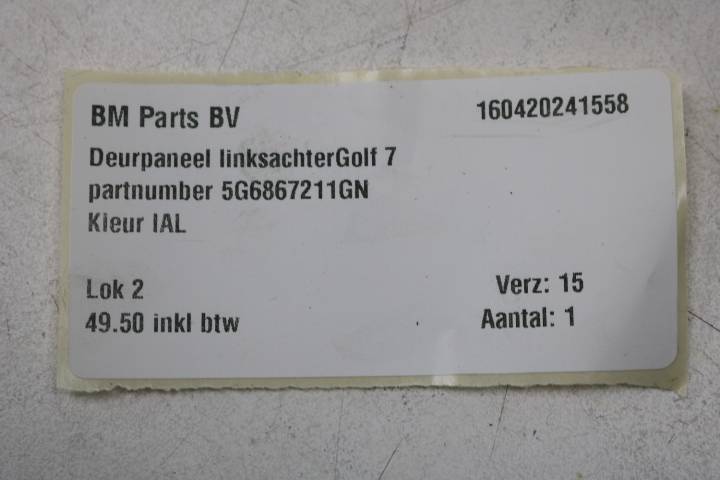 BM Parts BV 160420241558
Deurpaneel linksachterGolf 7
partnumber 5G6867211GN
Kleur IAL
Lok 2 Verz: 15
49.50 inkl btw Aantal: 1